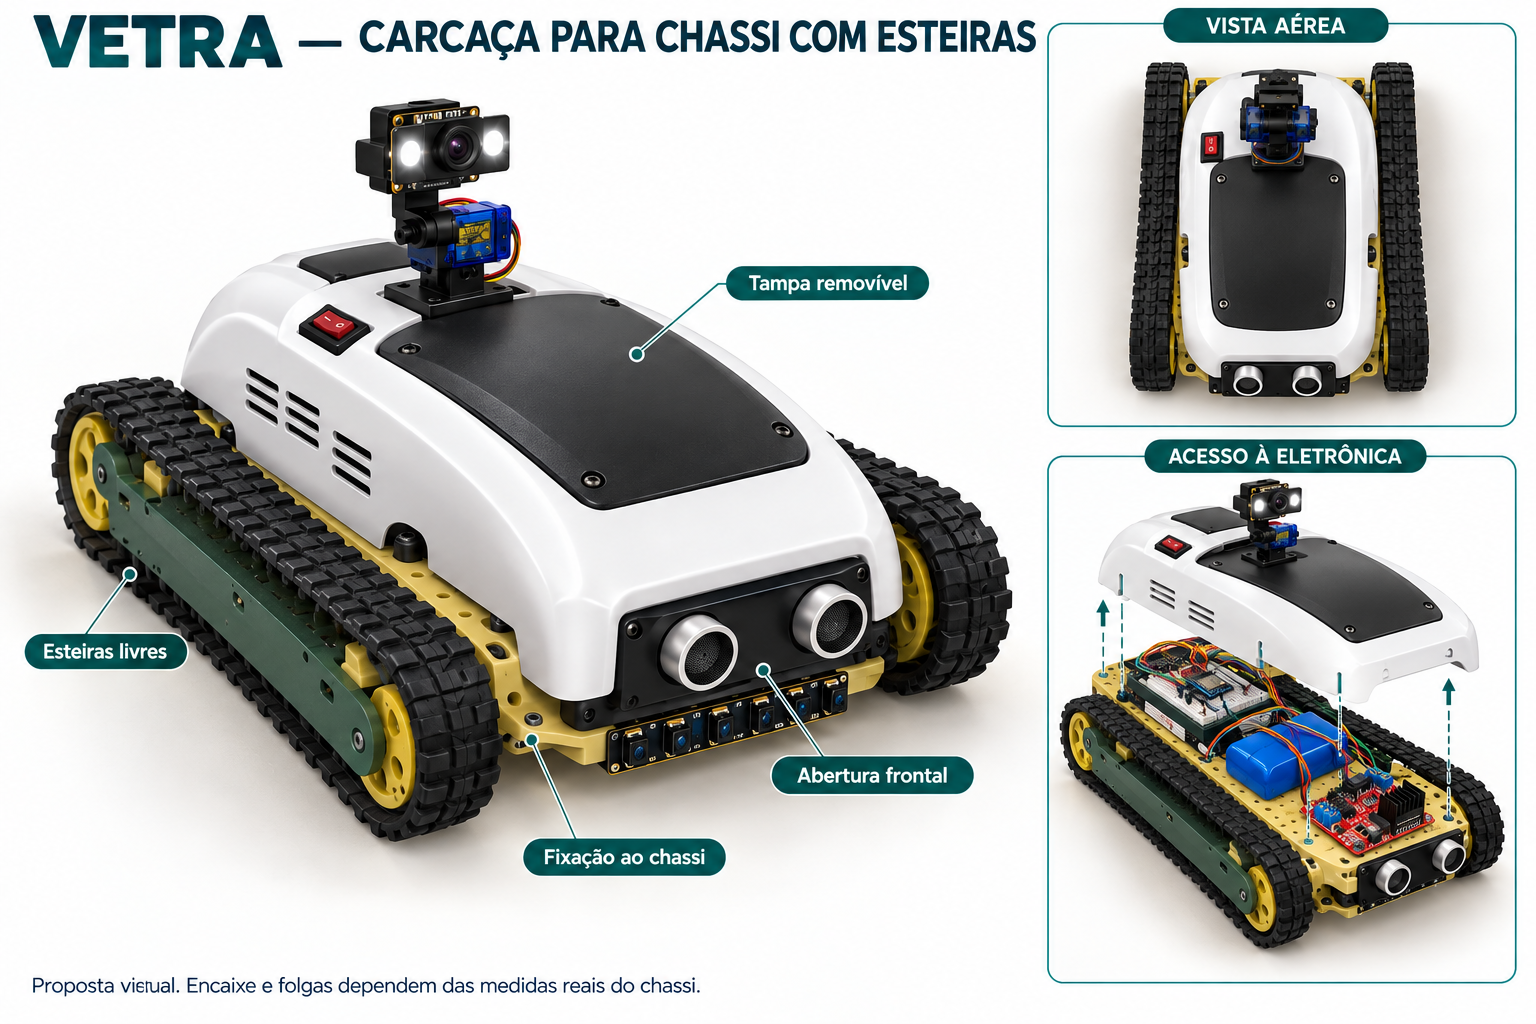 VETRA — CARCAÇA PARA CHASSI COM ESTEIRAS
VISTA AÉREA
Tampa removível
ACESSO À ELETRÔNICA
Esteiras livres
Abertura frontal
Fixação ao chassi
Proposta Encaixe e folgas dependem das medidas reais do chassi.